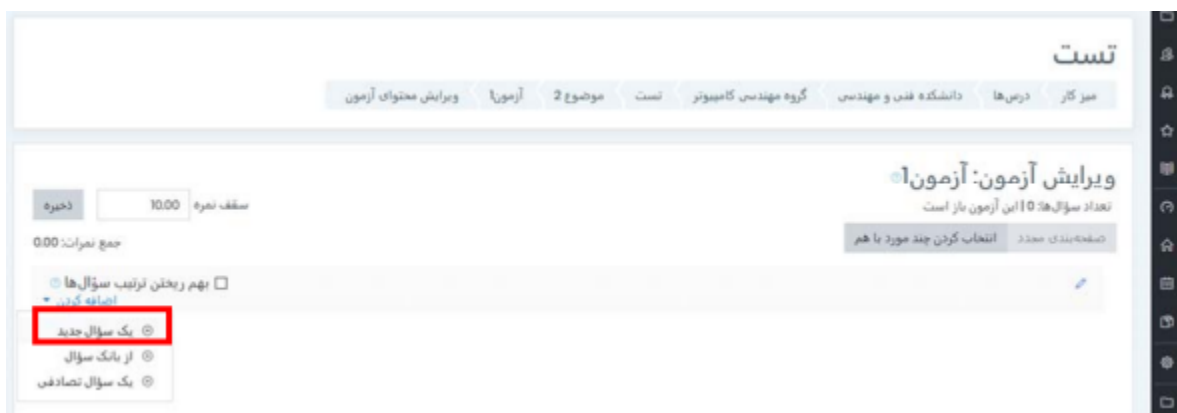 تست
میز کار درس‌ها دانشکده فنی و مهندسی گروه مهندسی کامپیوتر تست موضوع 2 آزمون1 ویرایش محتوای آزمون
ویرایش آزمون: آزمون1
تعداد سؤال‌ها: 0 | این آزمون باز است
سقف نمره 10.00 ذخیره
صفحه‌بندی مجدد انتخاب کردن چند مورد با هم
جمع نمرات: 0.00
بهم ریختن ترتیب سؤال‌ها
اضافه کردن
یک سؤال جدید
از بانک سؤال
یک سؤال تصادفی